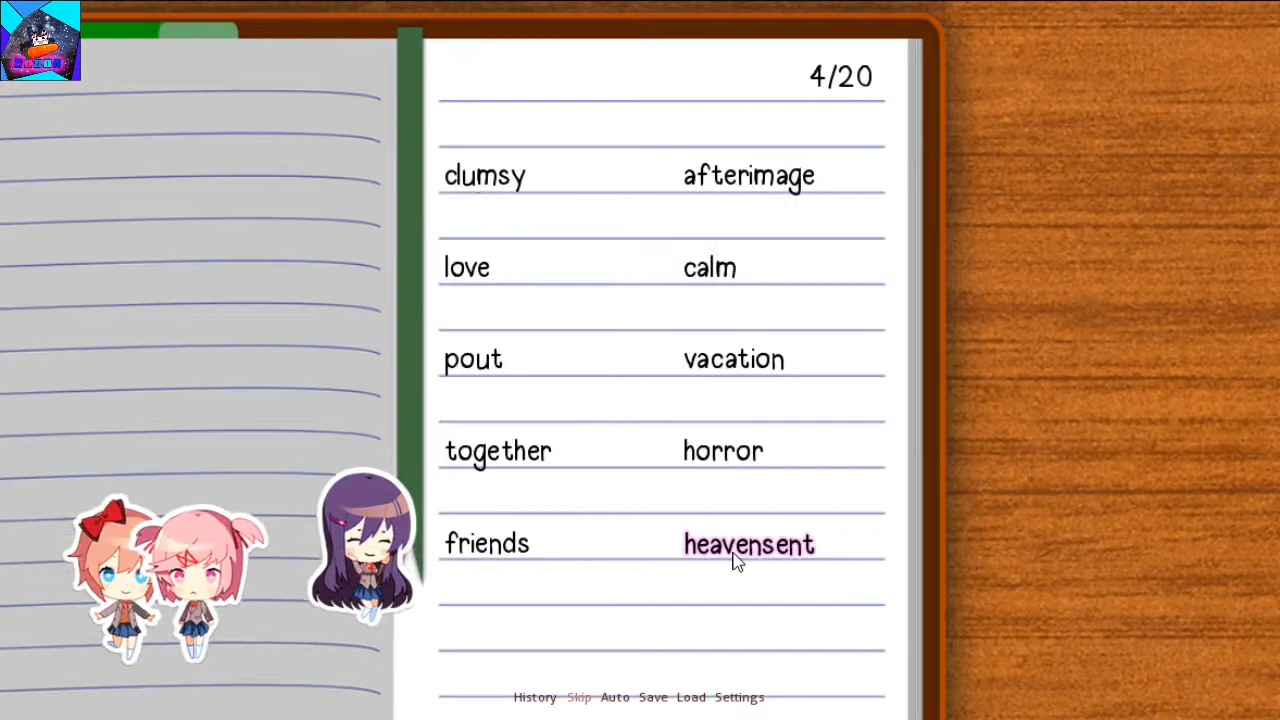 4/20
clumsy afterimage
love calm
pout vacation
together horror
friends heavensent
History Skip Auto Save Load Settings